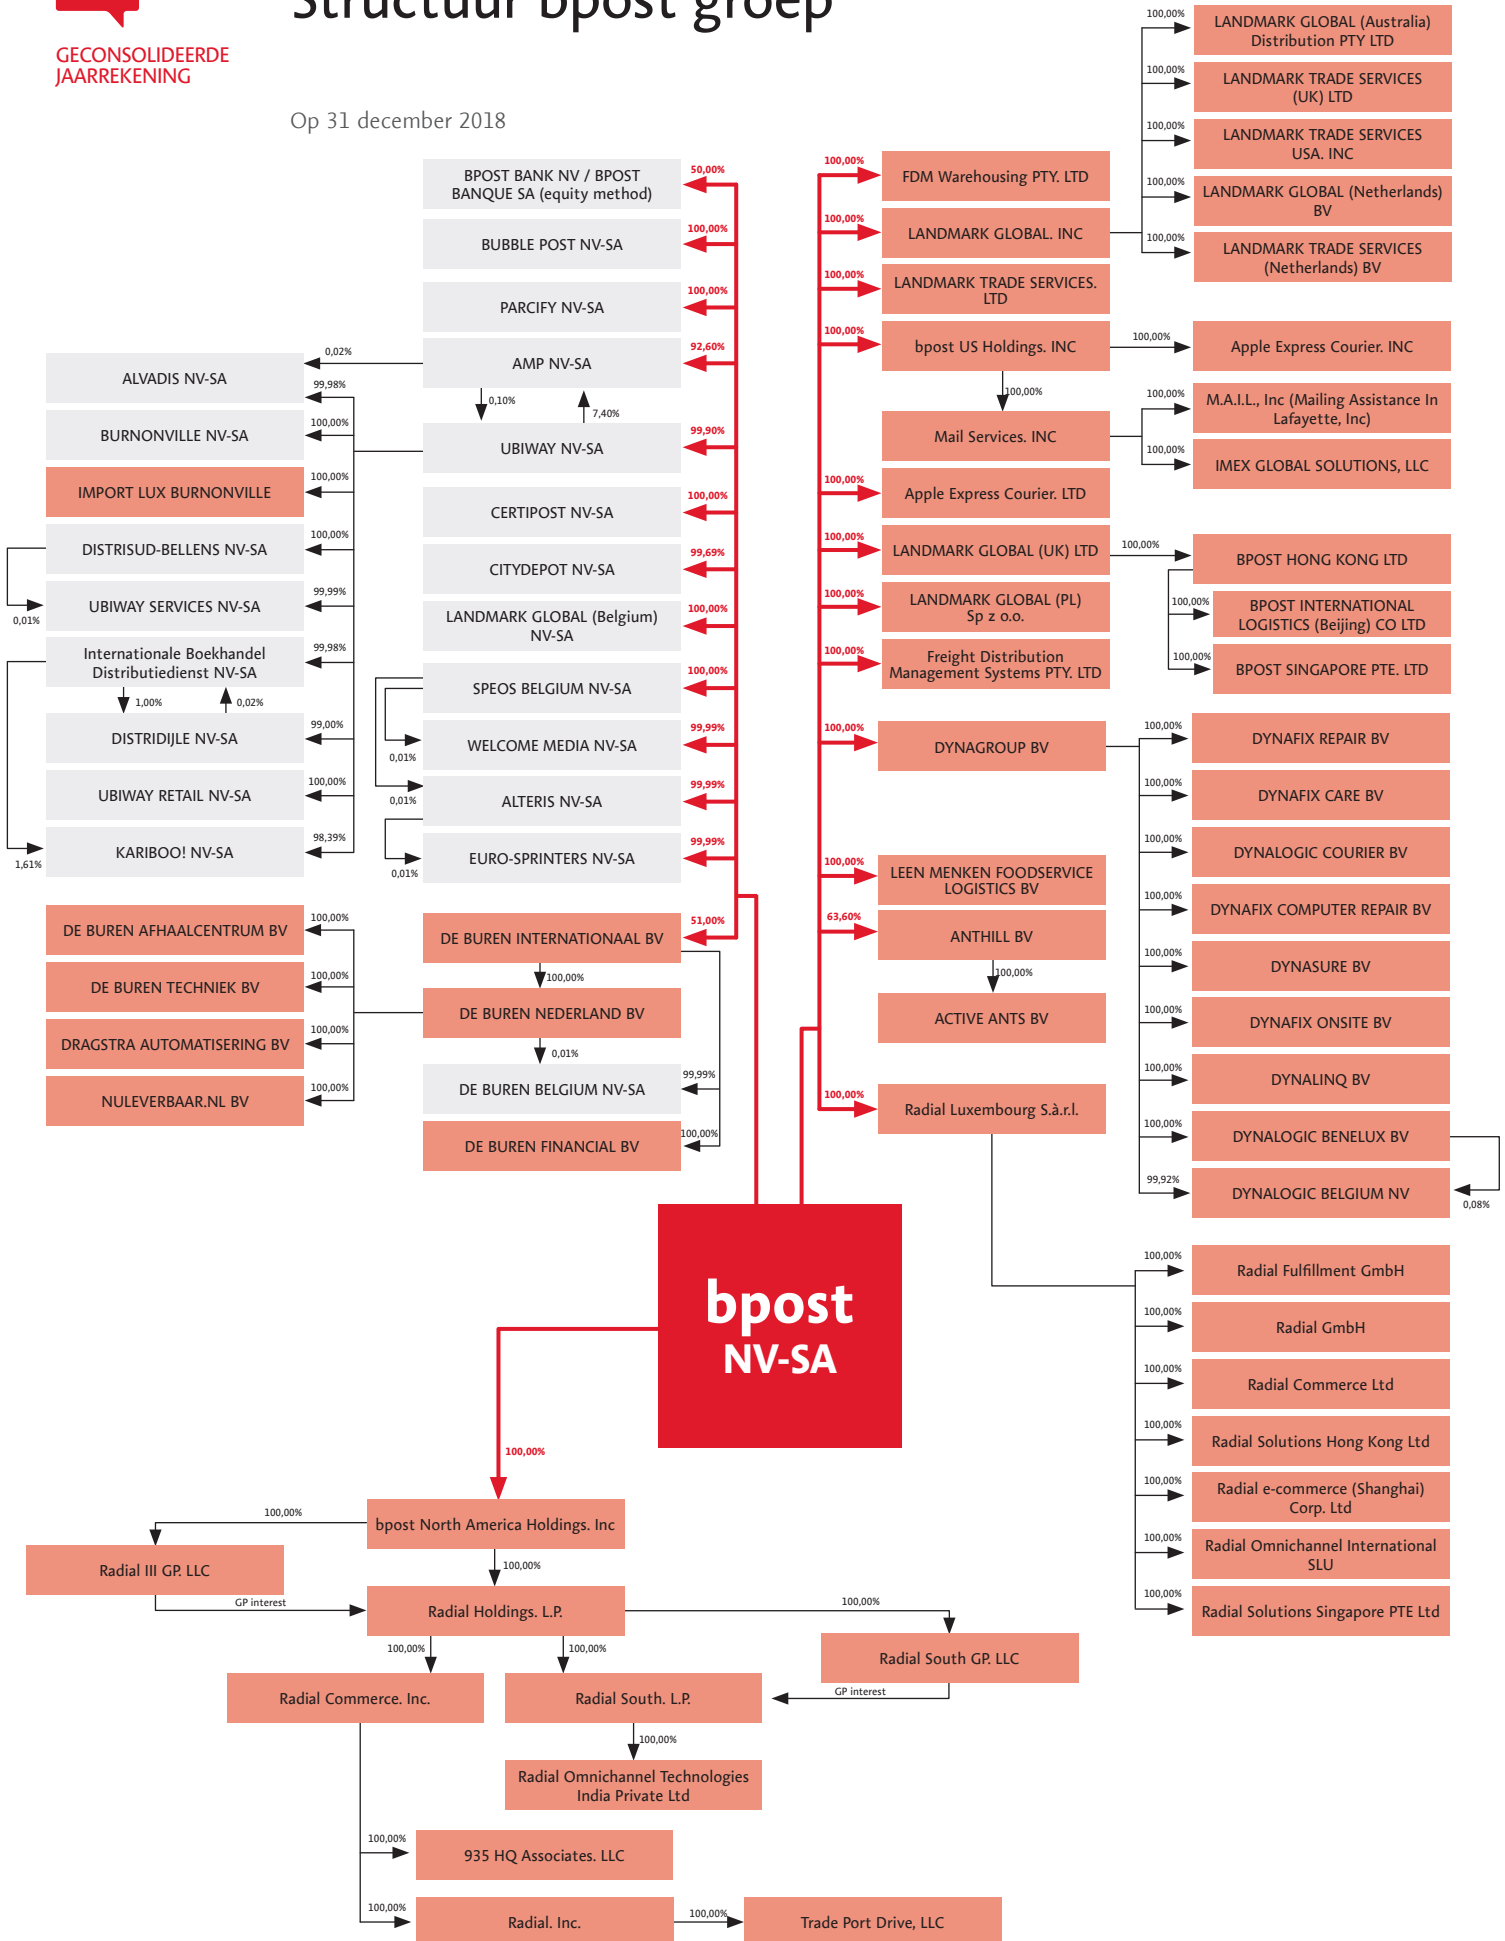 Structuur bpost groep
GECONSOLIDEERDE
JAARREKENING
Op 31 december 2018
BPOST BANK NV / BPOST
BANQUE SA (equity method)
50,00%
BUBBLE POST NV-SA
100,00%
PARCIFY NV-SA
100,00%
AMP NV-SA
92,60%
0,02%
0,10%
7,40%
ALVADIS NV-SA
99,98%
BURNONVILLE NV-SA
100,00%
UBIWAY NV-SA
99,90%
IMPORT LUX BURNONVILLE
100,00%
CERTIPOST NV-SA
100,00%
DISTRISUD-BELLENS NV-SA
100,00%
CITYDEPOT NV-SA
99,69%
UBIWAY SERVICES NV-SA
99,99%
0,01%
LANDMARK GLOBAL (Belgium)
NV-SA
100,00%
Internationale Boekhandel
Distributiedienst NV-SA
99,98%
1,00%
0,02%
SPEOS BELGIUM NV-SA
100,00%
DISTRIDIJLE NV-SA
99,00%
WELCOME MEDIA NV-SA
99,99%
0,01%
UBIWAY RETAIL NV-SA
100,00%
ALTERIS NV-SA
99,99%
0,01%
KARIBOO! NV-SA
98,39%
1,61%
EURO-SPRINTERS NV-SA
99,99%
0,01%
DE BUREN AFHAALCENTRUM BV
100,00%
DE BUREN INTERNATIONAAL BV
51,00%
100,00%
DE BUREN TECHNIEK BV
100,00%
DE BUREN NEDERLAND BV
0,01%
DRAGSTRA AUTOMATISERING BV
100,00%
DE BUREN BELGIUM NV-SA
99,99%
NULEVERBAAR.NL BV
100,00%
DE BUREN FINANCIAL BV
100,00%
100,00%
FDM Warehousing PTY. LTD
100,00%
LANDMARK GLOBAL. INC
100,00%
LANDMARK TRADE SERVICES.
LTD
100,00%
bpost US Holdings. INC
100,00%
Apple Express Courier. INC
100,00%
Mail Services. INC
100,00%
M.A.I.L., Inc (Mailing Assistance In
Lafayette, Inc)
100,00%
IMEX GLOBAL SOLUTIONS, LLC
100,00%
LANDMARK GLOBAL (Australia)
Distribution PTY LTD
100,00%
LANDMARK TRADE SERVICES
(UK) LTD
100,00%
LANDMARK TRADE SERVICES
USA. INC
100,00%
LANDMARK GLOBAL (Netherlands)
BV
100,00%
LANDMARK TRADE SERVICES
(Netherlands) BV
100,00%
Apple Express Courier. LTD
100,00%
LANDMARK GLOBAL (UK) LTD
100,00%
BPOST HONG KONG LTD
100,00%
BPOST INTERNATIONAL
LOGISTICS (Beijing) CO LTD
100,00%
BPOST SINGAPORE PTE. LTD
100,00%
LANDMARK GLOBAL (PL)
Sp z o.o.
100,00%
Freight Distribution
Management Systems PTY. LTD
100,00%
DYNAGROUP BV
100,00%
DYNAFIX REPAIR BV
100,00%
DYNAFIX CARE BV
100,00%
DYNALOGIC COURIER BV
100,00%
DYNAFIX COMPUTER REPAIR BV
100,00%
DYNASURE BV
100,00%
DYNAFIX ONSITE BV
100,00%
DYNALINQ BV
100,00%
DYNALOGIC BENELUX BV
99,92%
DYNALOGIC BELGIUM NV
0,08%
100,00%
LEEN MENKEN FOODSERVICE
LOGISTICS BV
63,60%
ANTHILL BV
100,00%
ACTIVE ANTS BV
100,00%
Radial Luxembourg S.à.r.l.
100,00%
Radial Fulfillment GmbH
100,00%
Radial GmbH
100,00%
Radial Commerce Ltd
100,00%
Radial Solutions Hong Kong Ltd
100,00%
Radial e-commerce (Shanghai)
Corp. Ltd
100,00%
Radial Omnichannel International
SLU
100,00%
Radial Solutions Singapore PTE Ltd
bpost
NV-SA
100,00%
bpost North America Holdings. Inc
100,00%
Radial III GP. LLC
GP interest
100,00%
Radial Holdings. L.P.
100,00%
Radial South GP. LLC
GP interest
100,00%
100,00%
Radial Commerce. Inc.
Radial South. L.P.
100,00%
Radial Omnichannel Technologies
India Private Ltd
100,00%
935 HQ Associates. LLC
100,00%
Radial. Inc.
100,00%
Trade Port Drive, LLC